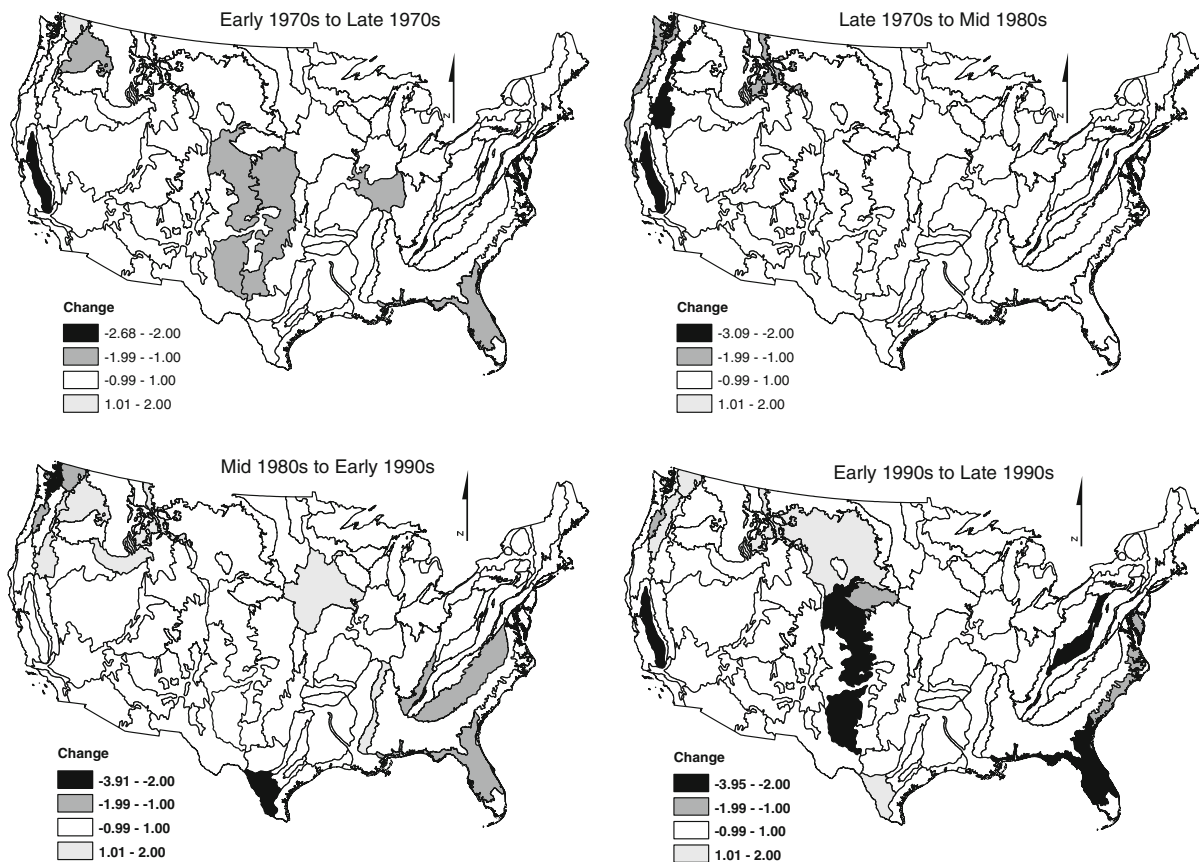 Early 1970s to Late 1970s
Z
Change
-2.68 - -2.00
-1.99 - -1.00
-0.99 - 1.00
1.01 - 2.00
Late 1970s to Mid 1980s
Z
Change
-3.09 - -2.00
-1.99 - -1.00
-0.99 - 1.00
1.01 - 2.00
Mid 1980s to Early 1990s
Z
Change
-3.91 - -2.00
-1.99 - -1.00
-0.99 - 1.00
1.01 - 2.00
Early 1990s to Late 1990s
Z
Change
-3.95 - -2.00
-1.99 - -1.00
-0.99 - 1.00
1.01 - 2.00